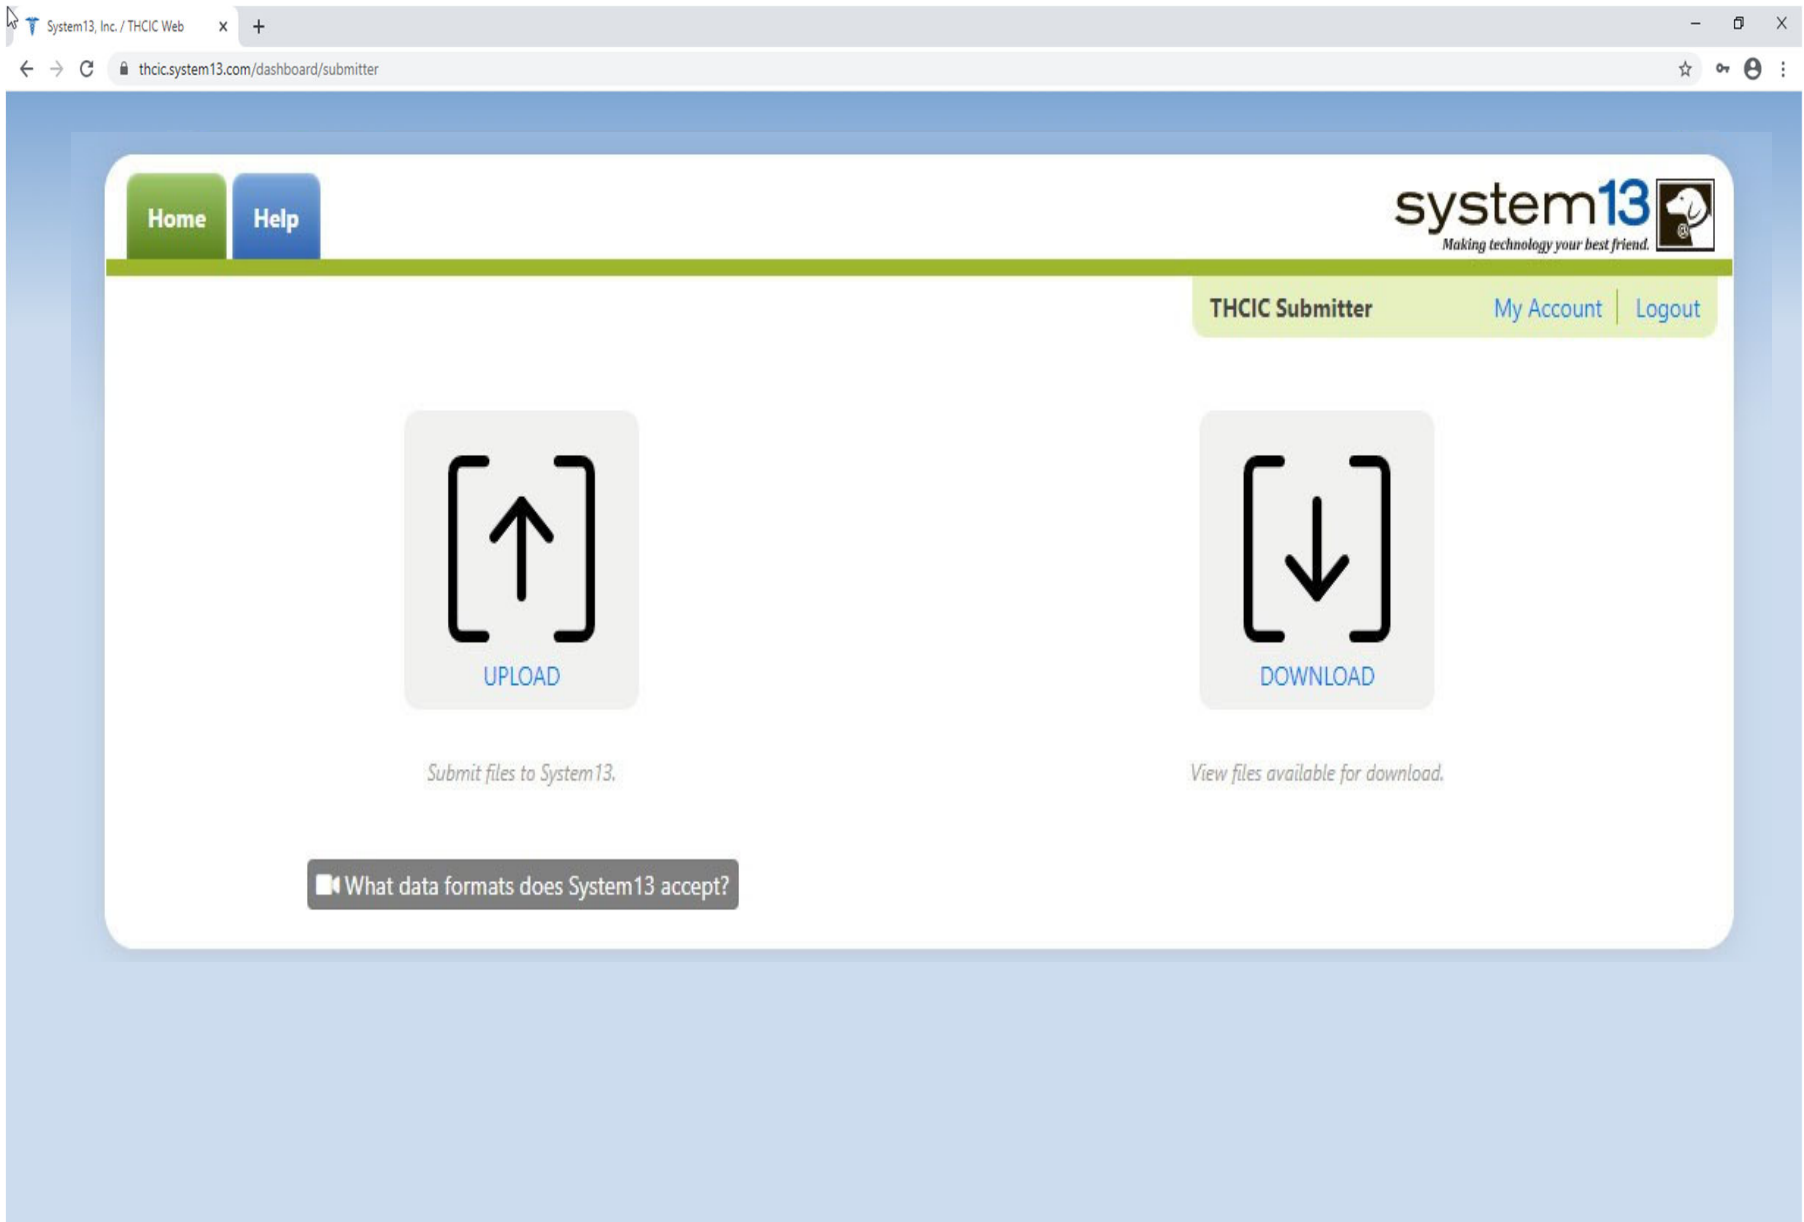 System13, Inc. / THCIC Web
thcic.system13.com/dashboard/submitter
Home
Help
system13
Making technology your best friend.
THCIC Submitter
My Account
Logout
UPLOAD
DOWNLOAD
Submit files to System13.
View files available for download.
What data formats does System13 accept?